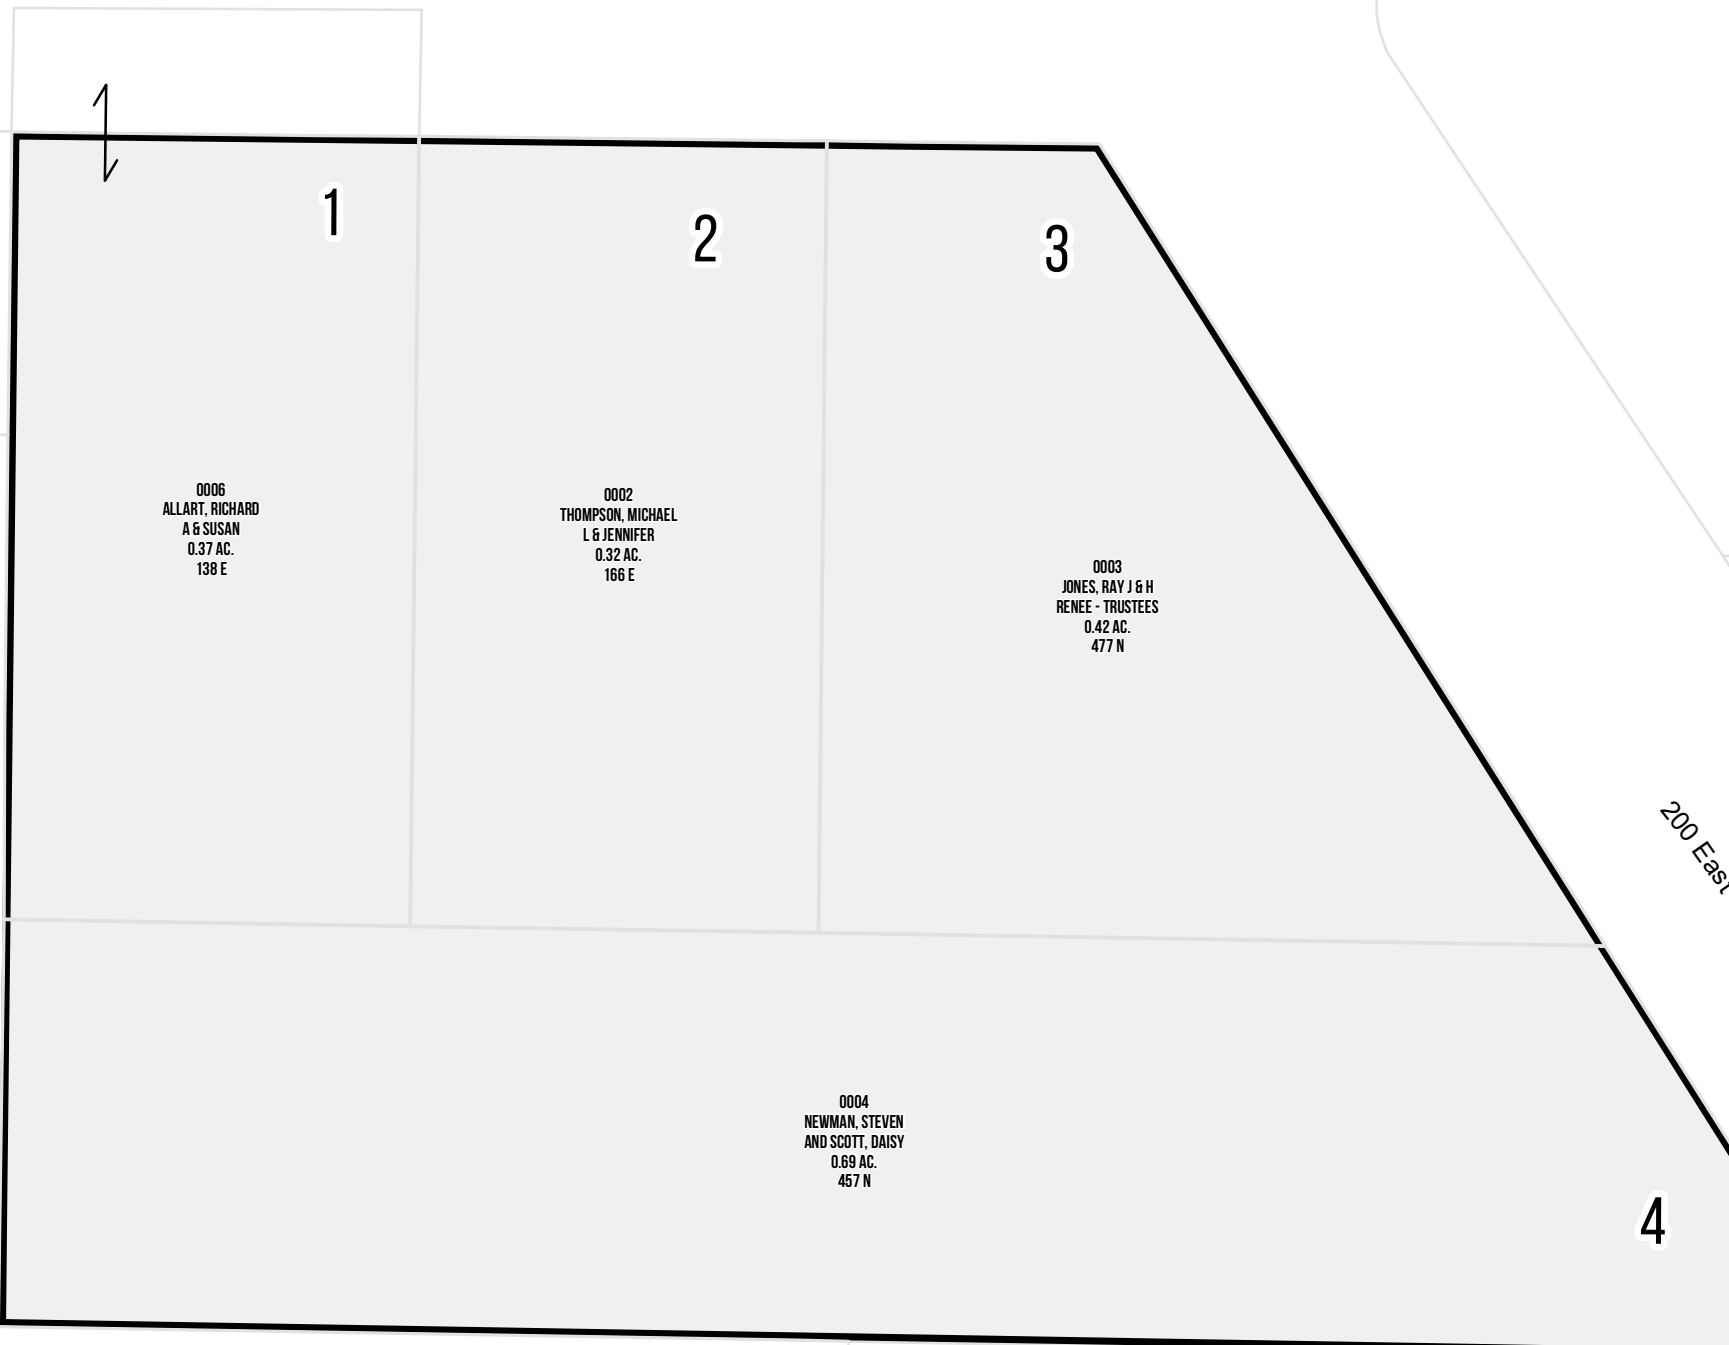 1
2
3
0006
ALLART, RICHARD
A & SUSAN
0.37 AC.
138 E
0002
THOMPSON, MICHAEL
L & JENNIFER
0.32 AC.
166 E
0003
JONES, RAY J & H
RENEE - TRUSTEES
0.42 AC.
477 N
200 East
0004
NEWMAN, STEVEN
AND SCOTT, DAISY
0.69 AC.
457 N
4